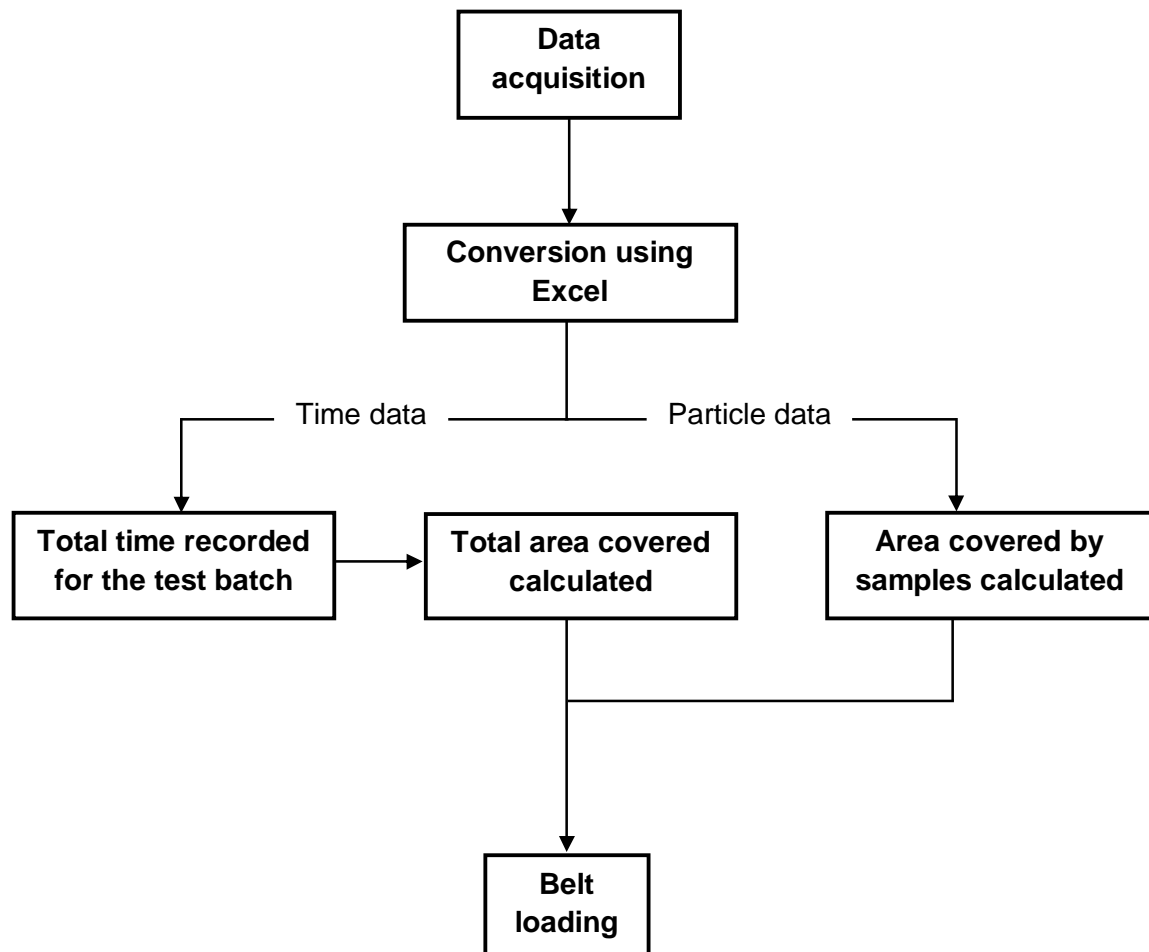 Data
acquisition
Conversion using
Excel
Time data
Particle data
Total time recorded
for the test batch
Total area covered
calculated
Area covered by
samples calculated
Belt
loading